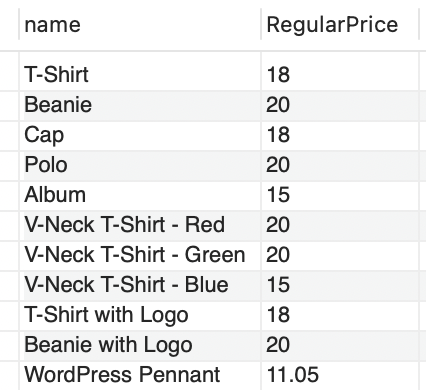 name RegularPrice
T-Shirt 18
Beanie 20
Cap 18
Polo 20
Album 15
V-Neck T-Shirt - Red 20
V-Neck T-Shirt - Green 20
V-Neck T-Shirt - Blue 15
T-Shirt with Logo 18
Beanie with Logo 20
WordPress Pennant 11.05